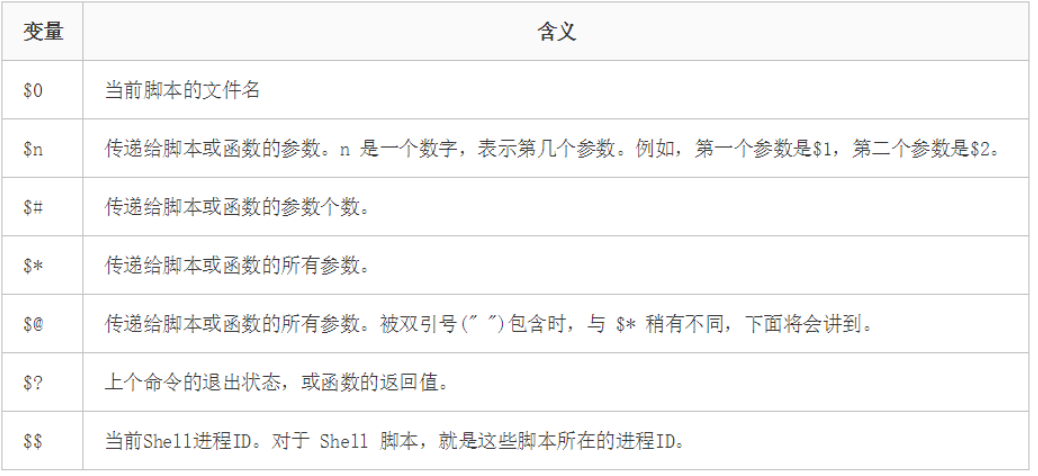 变量 含义
$0 当前脚本的文件名
$n 传递给脚本或函数的参数。n 是一个数字，表示第几个参数。例如，第一个参数是$1，第二个参数是$2。
$# 传递给脚本或函数的参数个数。
$* 传递给脚本或函数的所有参数。
$@ 传递给脚本或函数的所有参数。被双引号(" ")包含时，与 $* 稍有不同，下面将会讲到。
$? 上个命令的退出状态，或函数的返回值。
$$ 当前Shell进程ID。对于 Shell 脚本，就是这些脚本所在的进程ID。